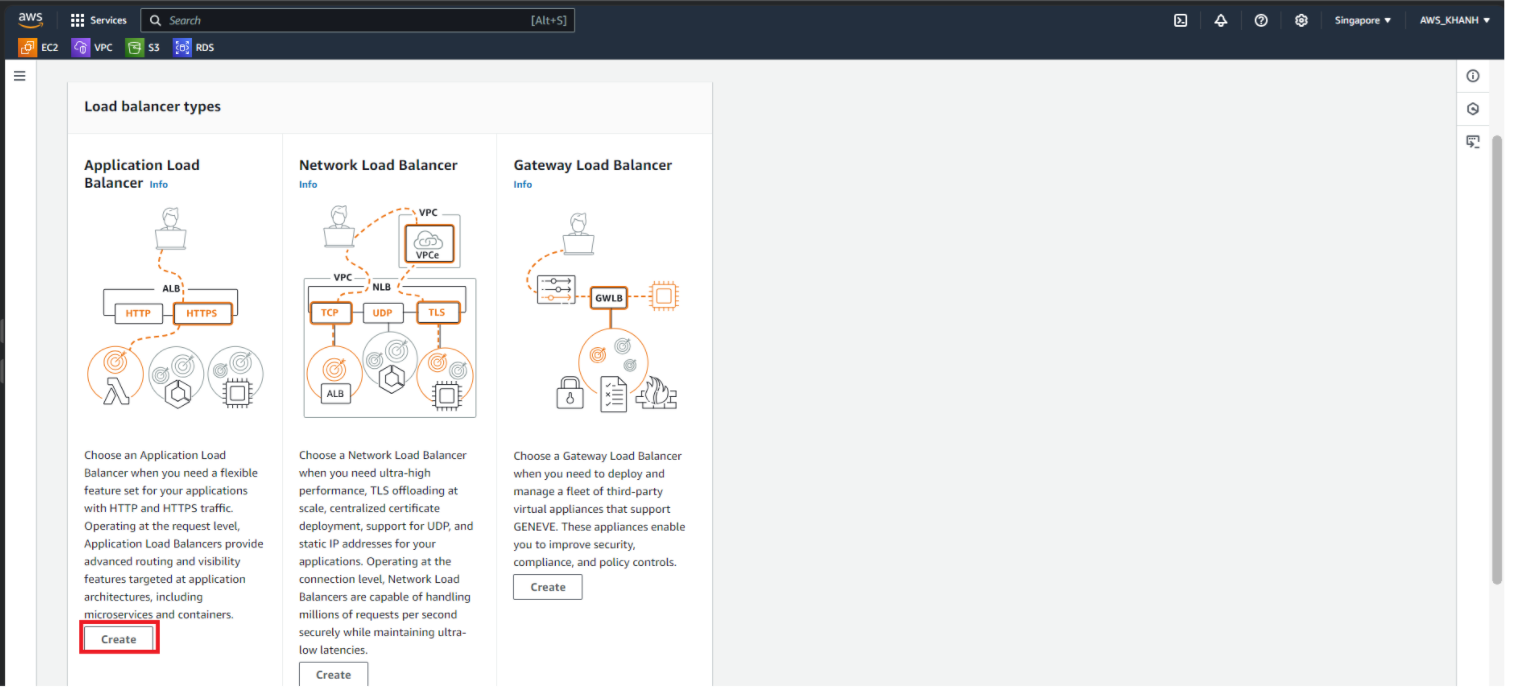 aws
Services
Search
[Alt+S]
Singapore ▼
AWS_KHANH ▼
EC2
VPC
S3
RDS
Load balancer types
Application Load
Balancer Info
ALB
HTTP
HTTPS
Choose an Application Load
Balancer when you need a flexible
feature set for your applications
with HTTP and HTTPS traffic.
Operating at the request level,
Application Load Balancers provide
advanced routing and visibility
features targeted at application
architectures, including
microservices and containers.
Create
Network Load Balancer
Info
VPC
VPCe
VPC
NLB
TCP
UDP
TLS
ALB
Choose a Network Load Balancer
when you need ultra-high
performance, TLS offloading at
scale, centralized certificate
deployment, support for UDP, and
static IP addresses for your
applications. Operating at the
connection level, Network Load
Balancers are capable of handling
millions of requests per second
securely while maintaining ultra-
low latencies.
Create
Gateway Load Balancer
Info
GWLB
Choose a Gateway Load Balancer
when you need to deploy and
manage a fleet of third-party
virtual appliances that support
GENEVE. These appliances enable
you to improve security,
compliance, and policy controls.
Create